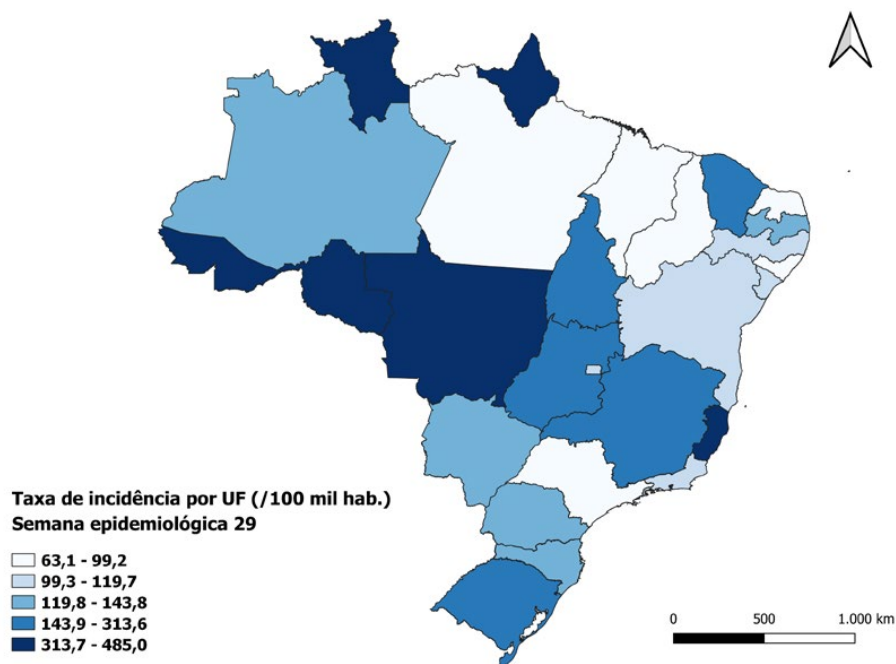 Taxa de incidência por UF (/100 mil hab.)
Semana epidemiológica 29
63,1 - 99,2
99,3 - 119,7
119,8 - 143,8
143,9 - 313,6
313,7 - 485,0
0 500 1.000 km